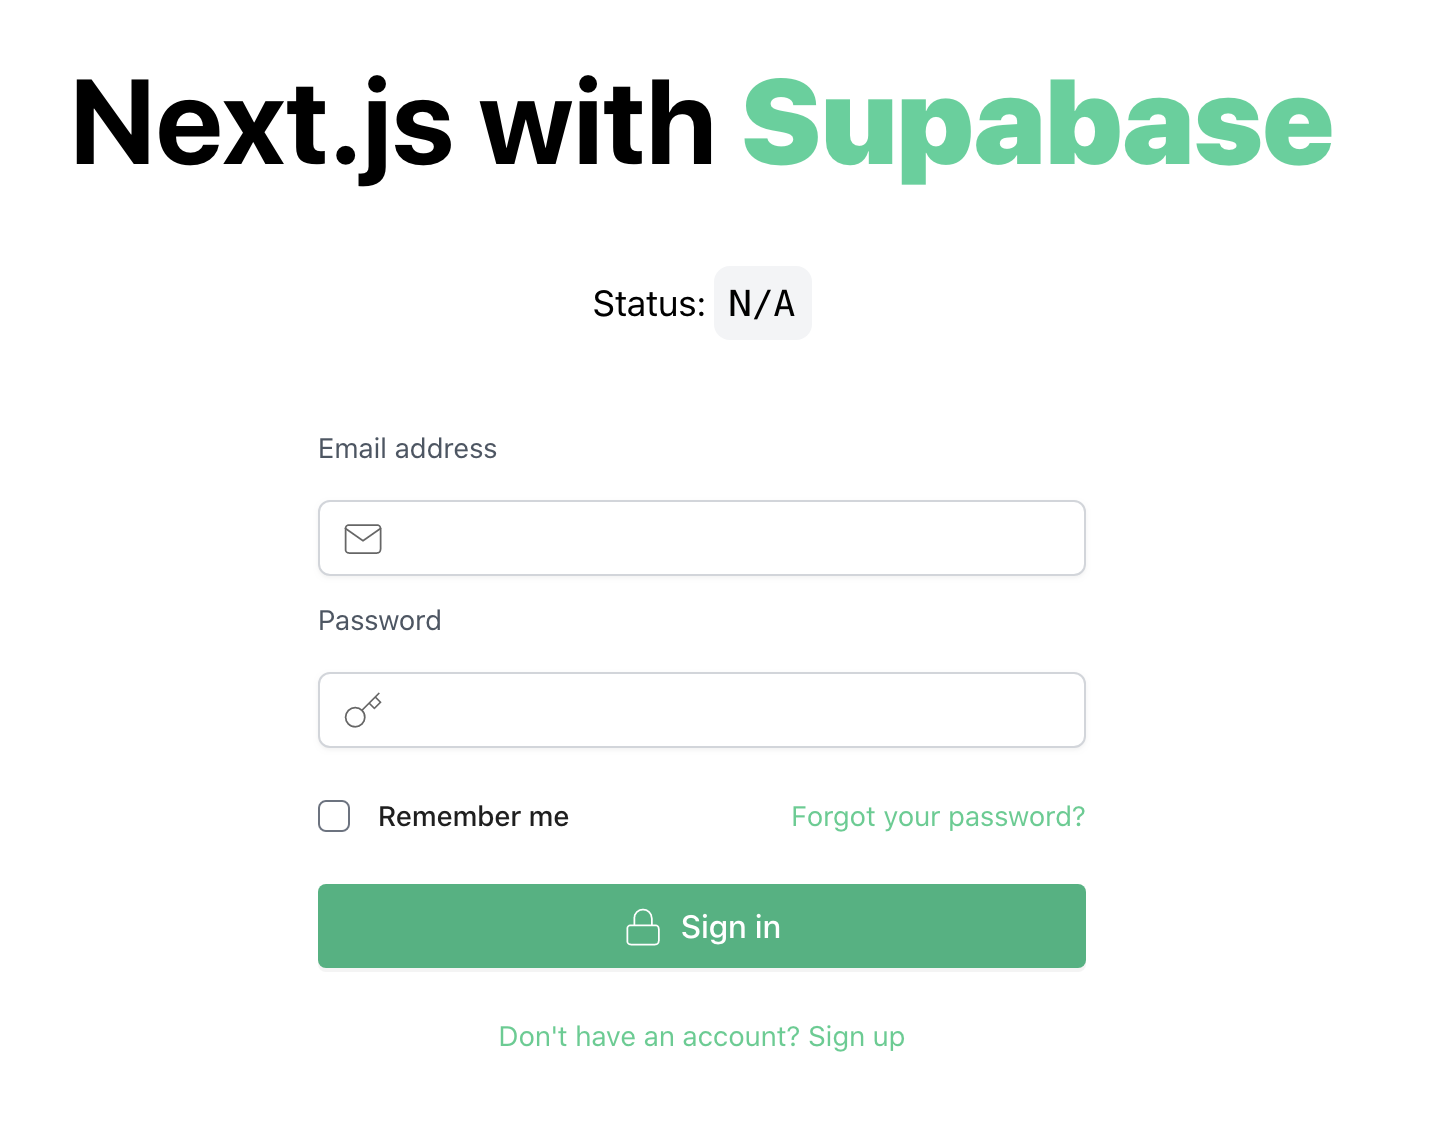 Next.js with Supabase
Status: N/A
Email address
Password
Remember me Forgot your password?
Sign in
Don't have an account? Sign up